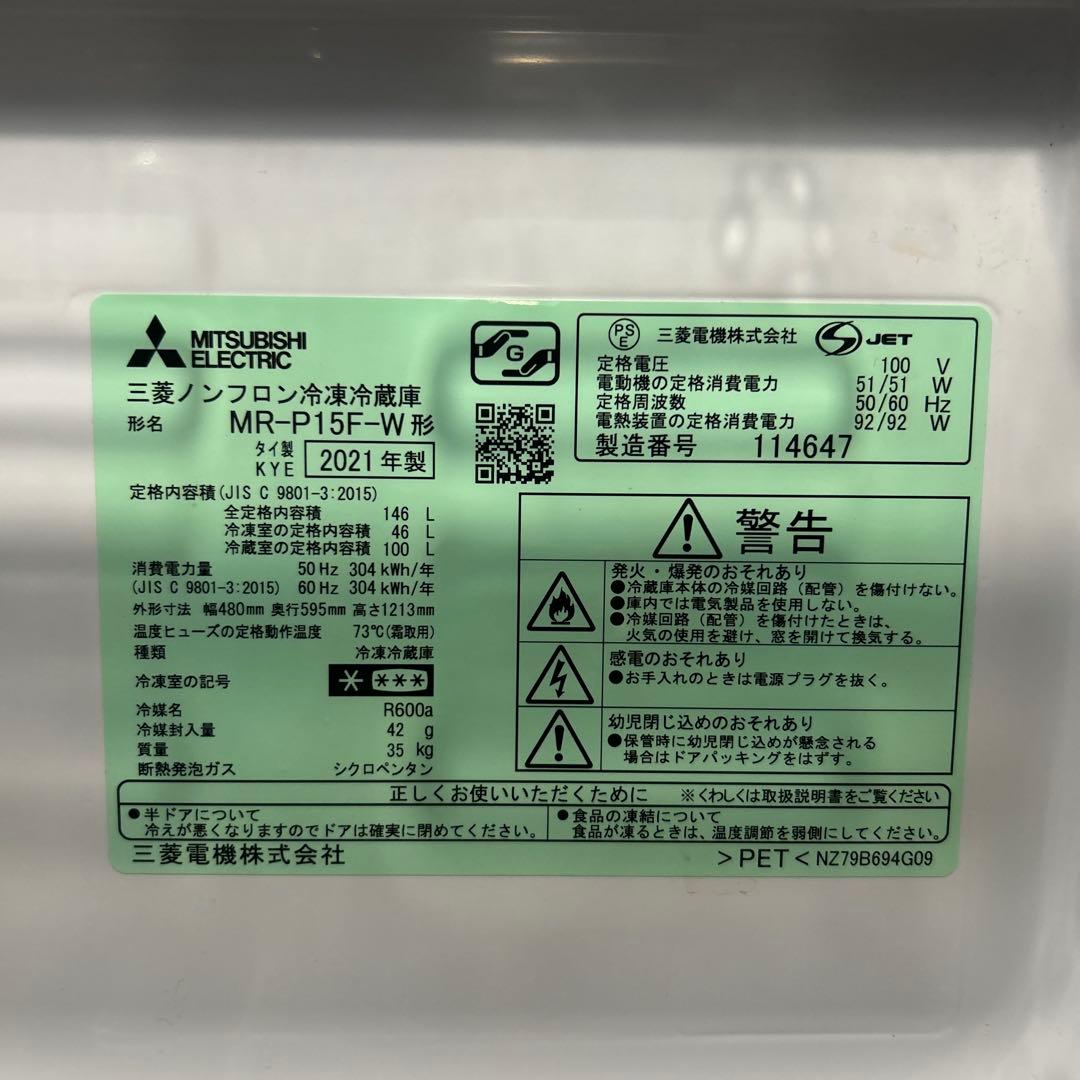 MITSUBISHI
ELECTRIC
三菱ノンフロン冷凍冷蔵庫
形名 MR-P15F-W形
タイ製
KYE 2021年製
定格内容積(JIS C 9801-3:2015)
全定格内容積 146 L
冷凍室の定格内容積 46 L
冷蔵室の定格内容積 100 L
消費電力量 50 Hz 304 kWh/年
(JIS C 9801-3:2015) 60 Hz 304 kWh/年
外形寸法 幅480mm 奥行595mm 高さ1213mm
温度ヒューズの定格動作温度 73℃(霜取用)
種類 冷凍冷蔵庫
冷凍室の記号 * ***
冷媒名 R600a
冷媒封入量 42 g
質量 35 kg
断熱発泡ガス シクロペンタン
G
PS
E 三菱電機株式会社 JET
定格電圧 100 V
電動機の定格消費電力 51/51 W
定格周波数 50/60 Hz
電熱装置の定格消費電力 92/92 W
製造番号 114647
警告
発火・爆発のおそれあり
●冷蔵庫本体の冷媒回路(配管)を傷付けない。
●庫内では電気製品を使用しない。
●冷媒回路(配管)を傷付けたときは、
火気の使用を避け、窓を開けて換気する。
感電のおそれあり
●お手入れのときは電源プラグを抜く。
幼児閉じ込めのおそれあり
●保管時に幼児閉じ込めが懸念される
場合はドアパッキングをはずす。
正しくお使いいただくために ※くわしくは取扱説明書をご覧ください
●半ドアについて
冷えが悪くなりますのでドアは確実に閉めてください。
●食品の凍結について
食品が凍るときは、温度調節を弱側にしてください。
三菱電機株式会社 >PET< NZ79B694G09